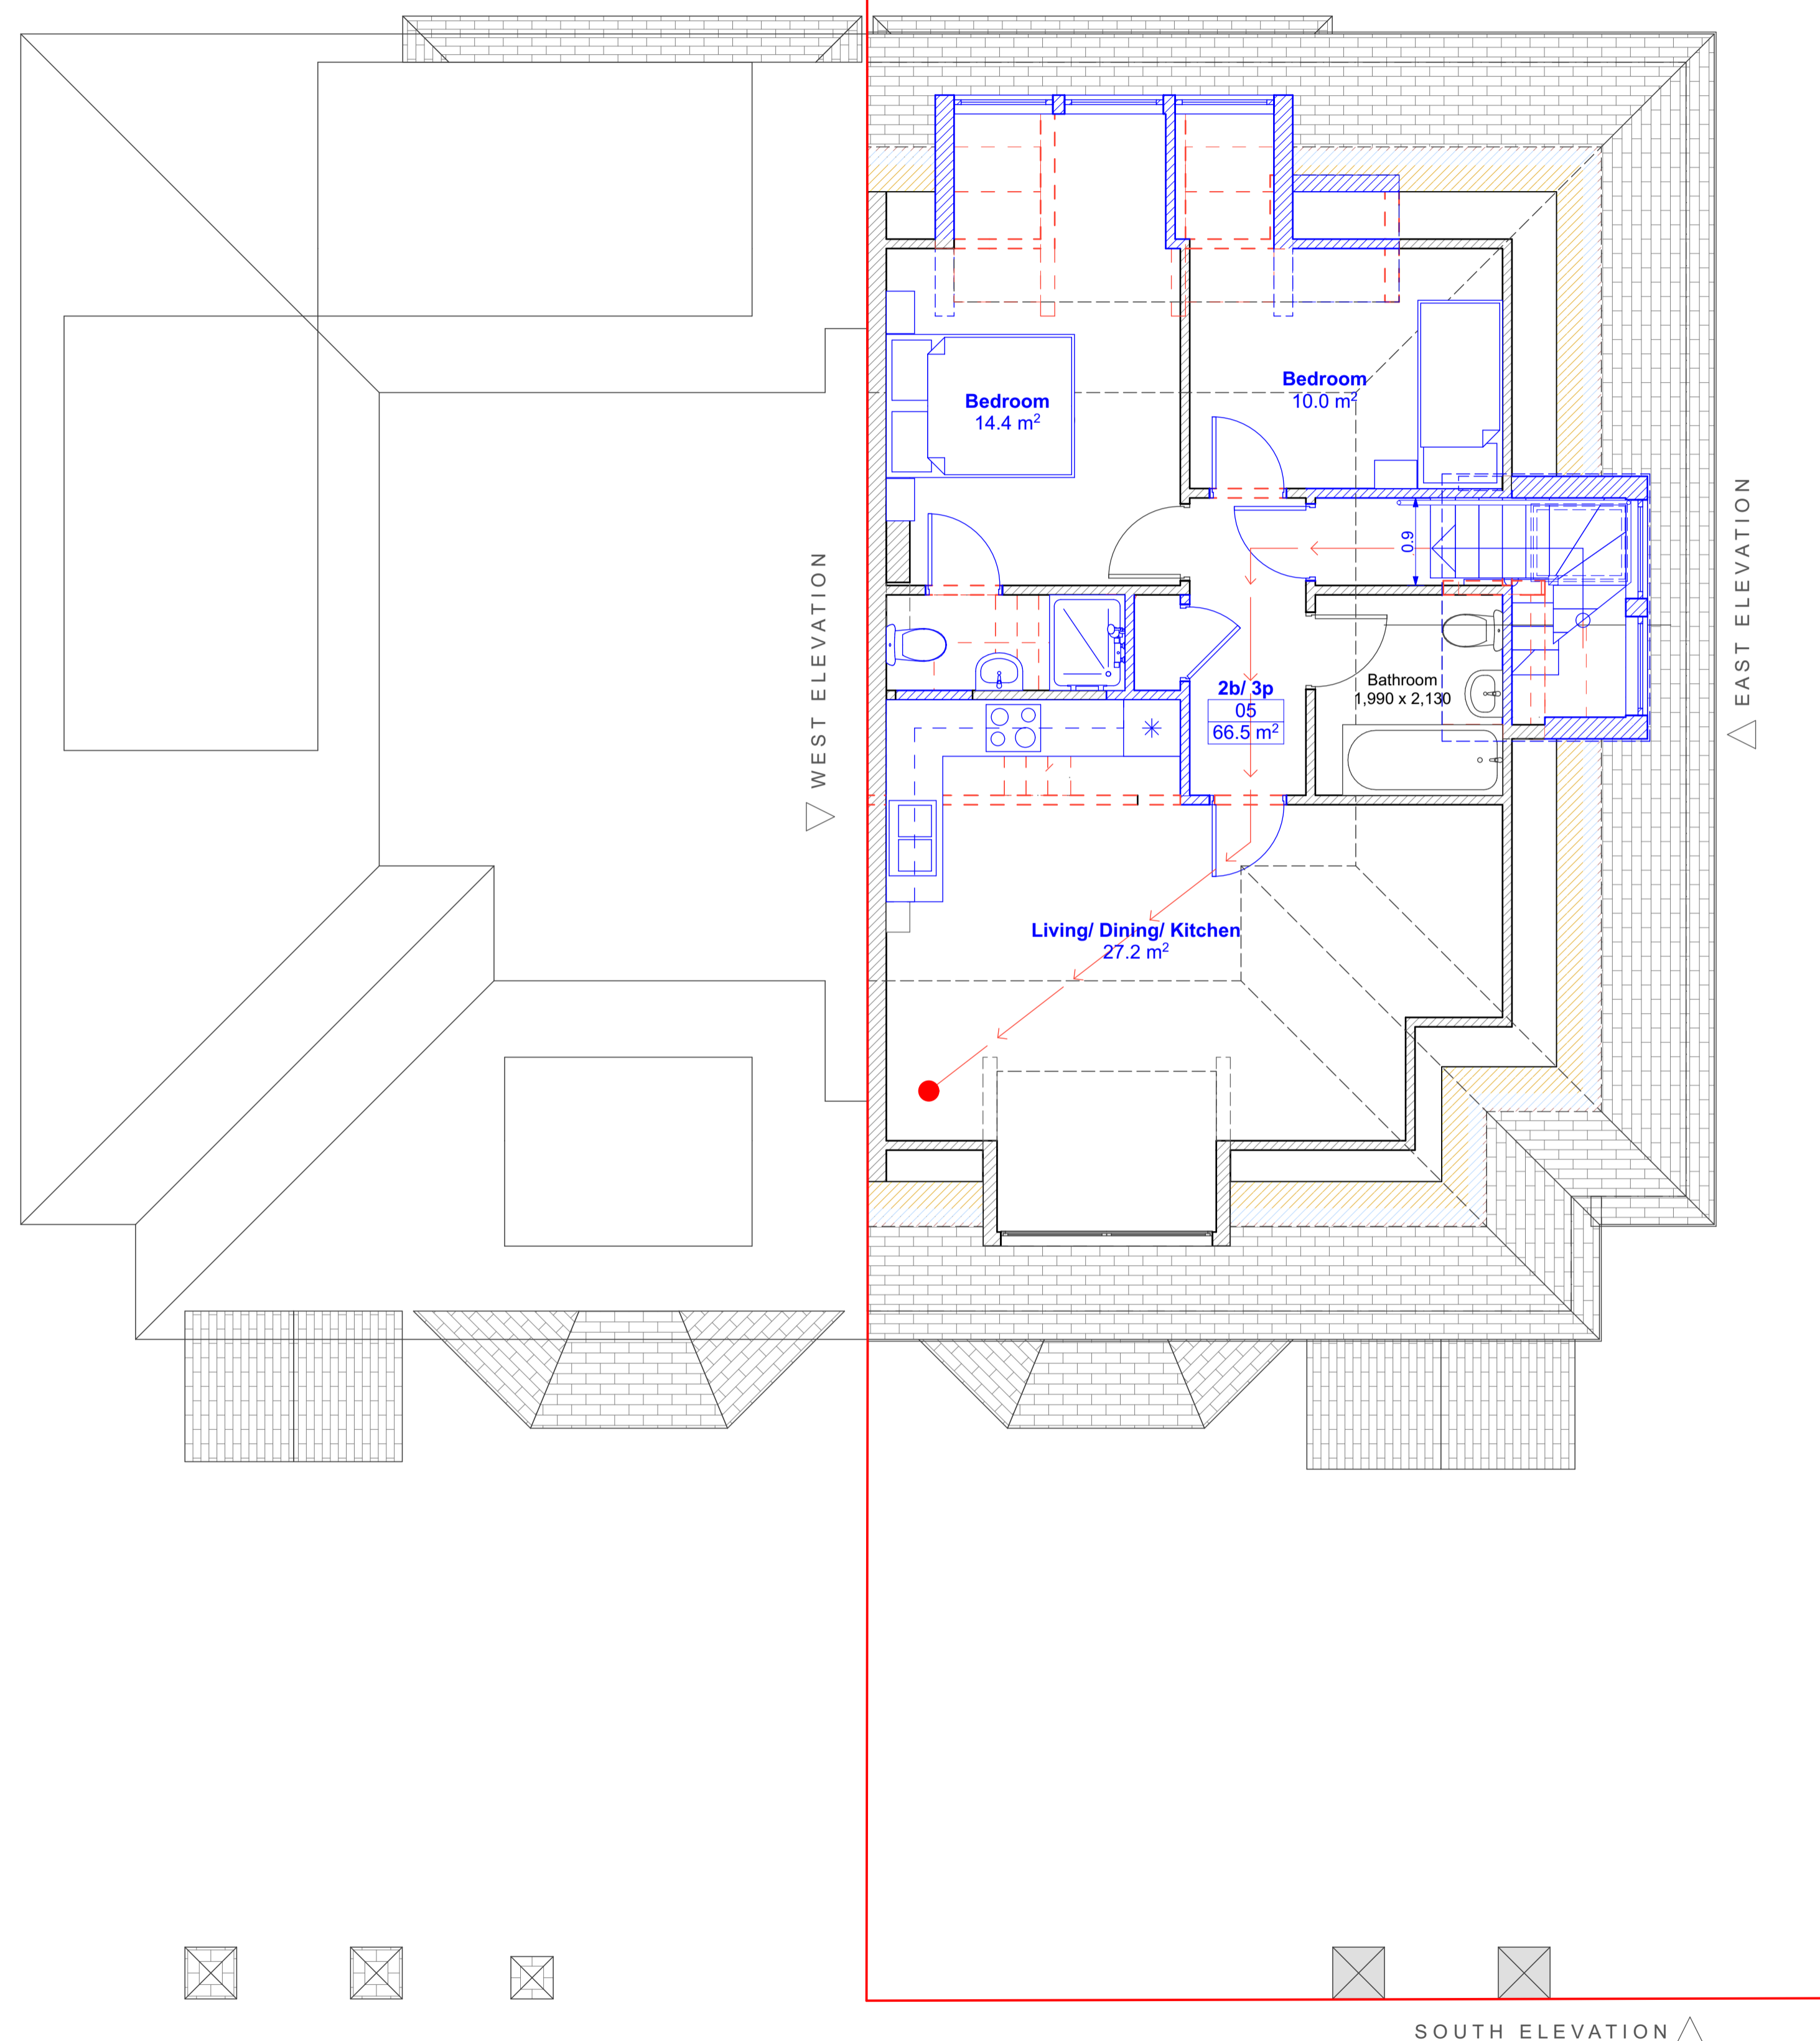 Bedroom
14.4 m²
Bedroom
10.0 m²
0.9
WEST ELEVATION
EAST ELEVATION
2b/ 3p
05
66.5 m²
Bathroom
1,990 x 2,130
Living/ Dining/ Kitchen
27.2 m²
SOUTH ELEVATION